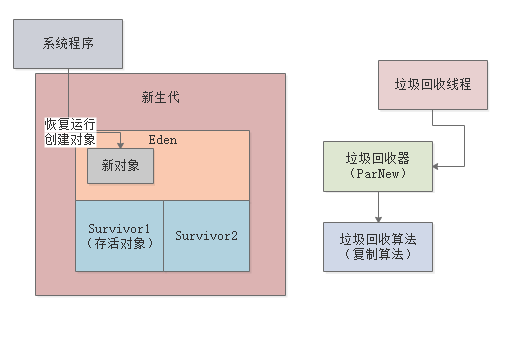 系统程序
新生代
恢复运行
创建对象
Eden
新对象
Survivor1
（存活对象）
Survivor2
垃圾回收线程
垃圾回收器
（ParNew）
垃圾回收算法
（复制算法）